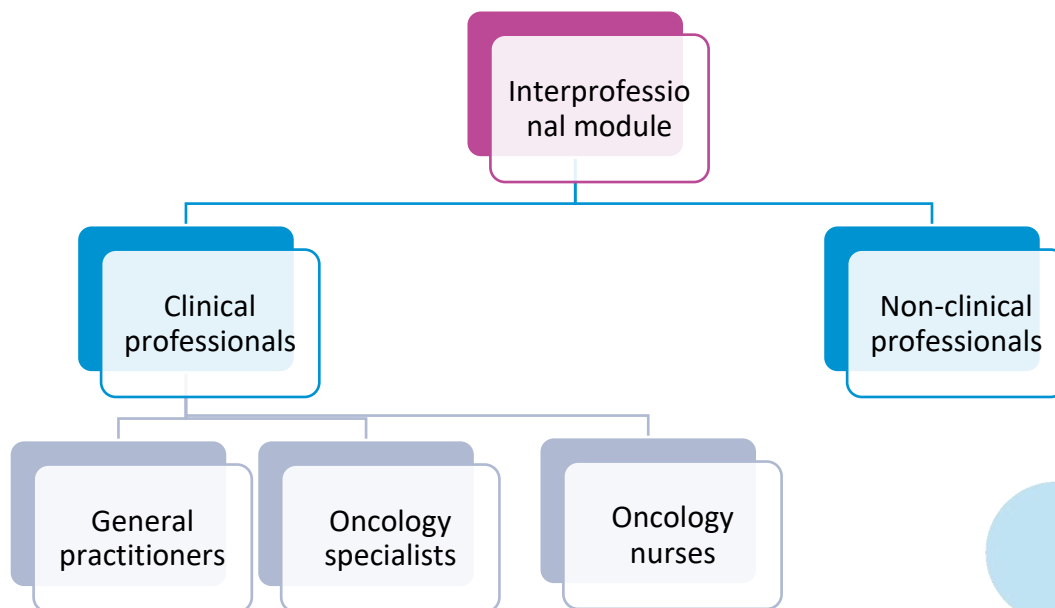 Interprofessio
nal module
Clinical
professionals
Non-clinical
professionals
General
practitioners
Oncology
specialists
Oncology
nurses